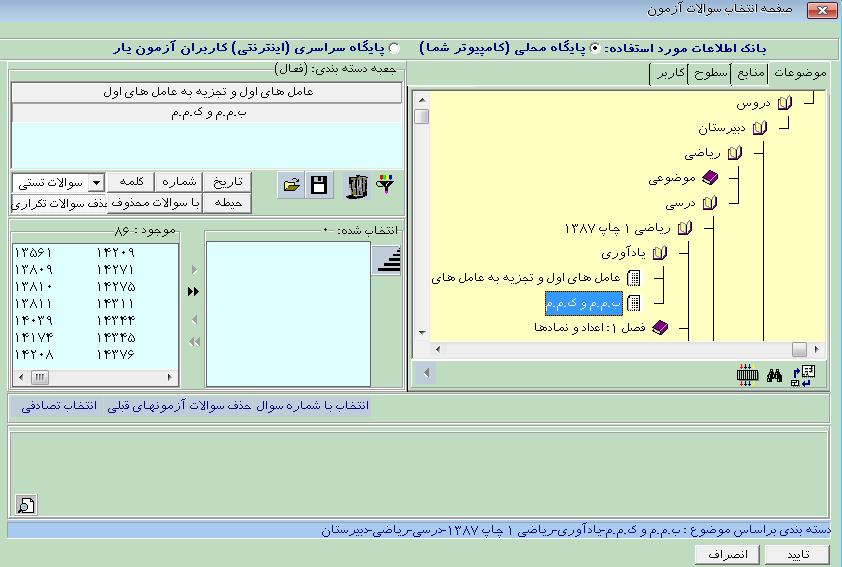 صفحه انتخاب سوالات آزمون
بانک اطلاعات مورد استفاده: پایگاه محلی (کامپیوتر شما) پایگاه سراسری (اینترنتی) کاربران آزمون یار
موضوعات منابع سطوح کاربر
دروس
دبیرستان
ریاضی
موضوعی
درسی
ریاضی ۱ چاپ ۱۳۸۷
یادآوری
عامل های اول و تجزیه به عامل های
ب.م.م و ک.م.م
فصل ۱: اعداد و نمادها
جعبه دسته بندی: (فعال)
عامل های اول و تجزیه به عامل های اول
ب.م.م و ک.م.م
تاریخ شماره کلمه سوالات تستی
حیطه با سوالات محذوف حذف سوالات تکراری
انتخاب شده: ۰
موجود: ۸۶
۱۳۵۶۱ ۱۴۲۰۹
۱۳۸۰۹ ۱۴۲۷۱
۱۳۸۱۰ ۱۴۲۷۵
۱۳۸۱۱ ۱۴۳۱۱
۱۴۰۳۹ ۱۴۳۴۴
۱۴۱۷۴ ۱۴۳۴۵
۱۴۲۰۸ ۱۴۳۷۶
انتخاب با شماره سوال حذف سوالات آزمونهای قبلی انتخاب تصادفی
دسته بندی براساس موضوع : ب.م.م و ک.م.م-یادآوری-ریاضی ۱ چاپ ۱۳۸۷-درسی-ریاضی-دبیرستان
تایید انصراف